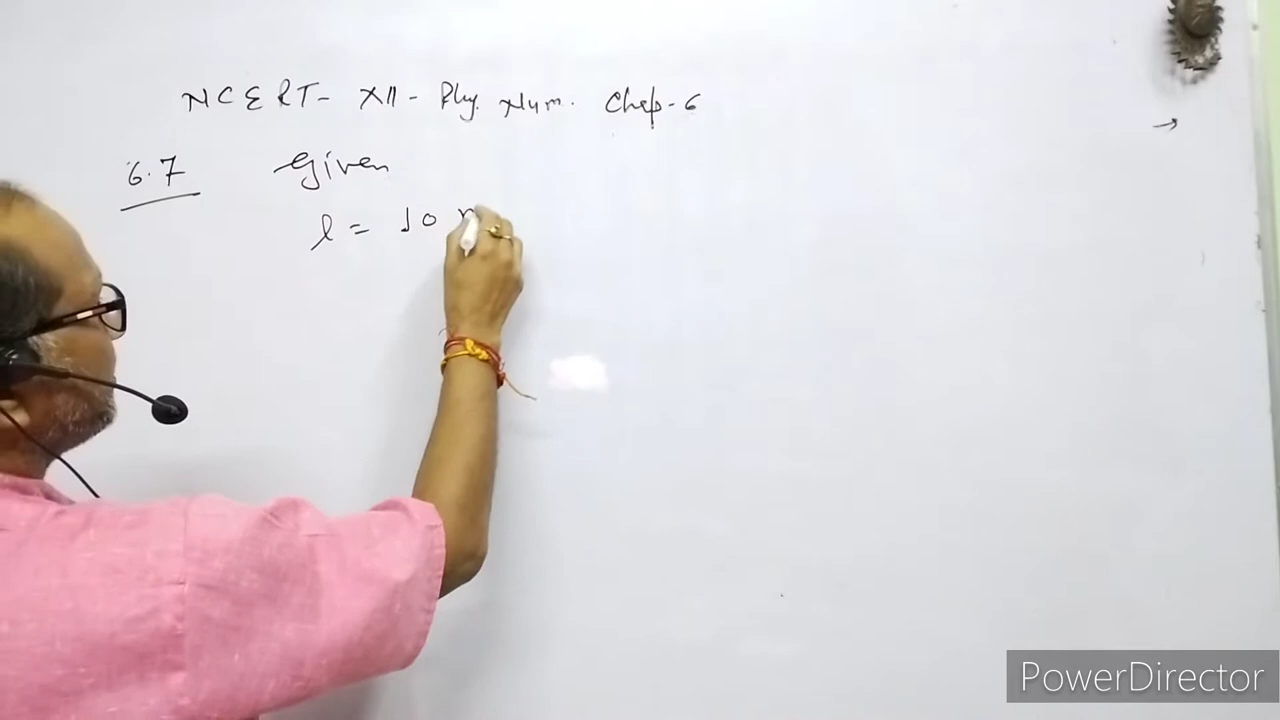 NCERT- XII - Phy. Num. Chap-6
6.7 Given
l = 10 m
PowerDirector